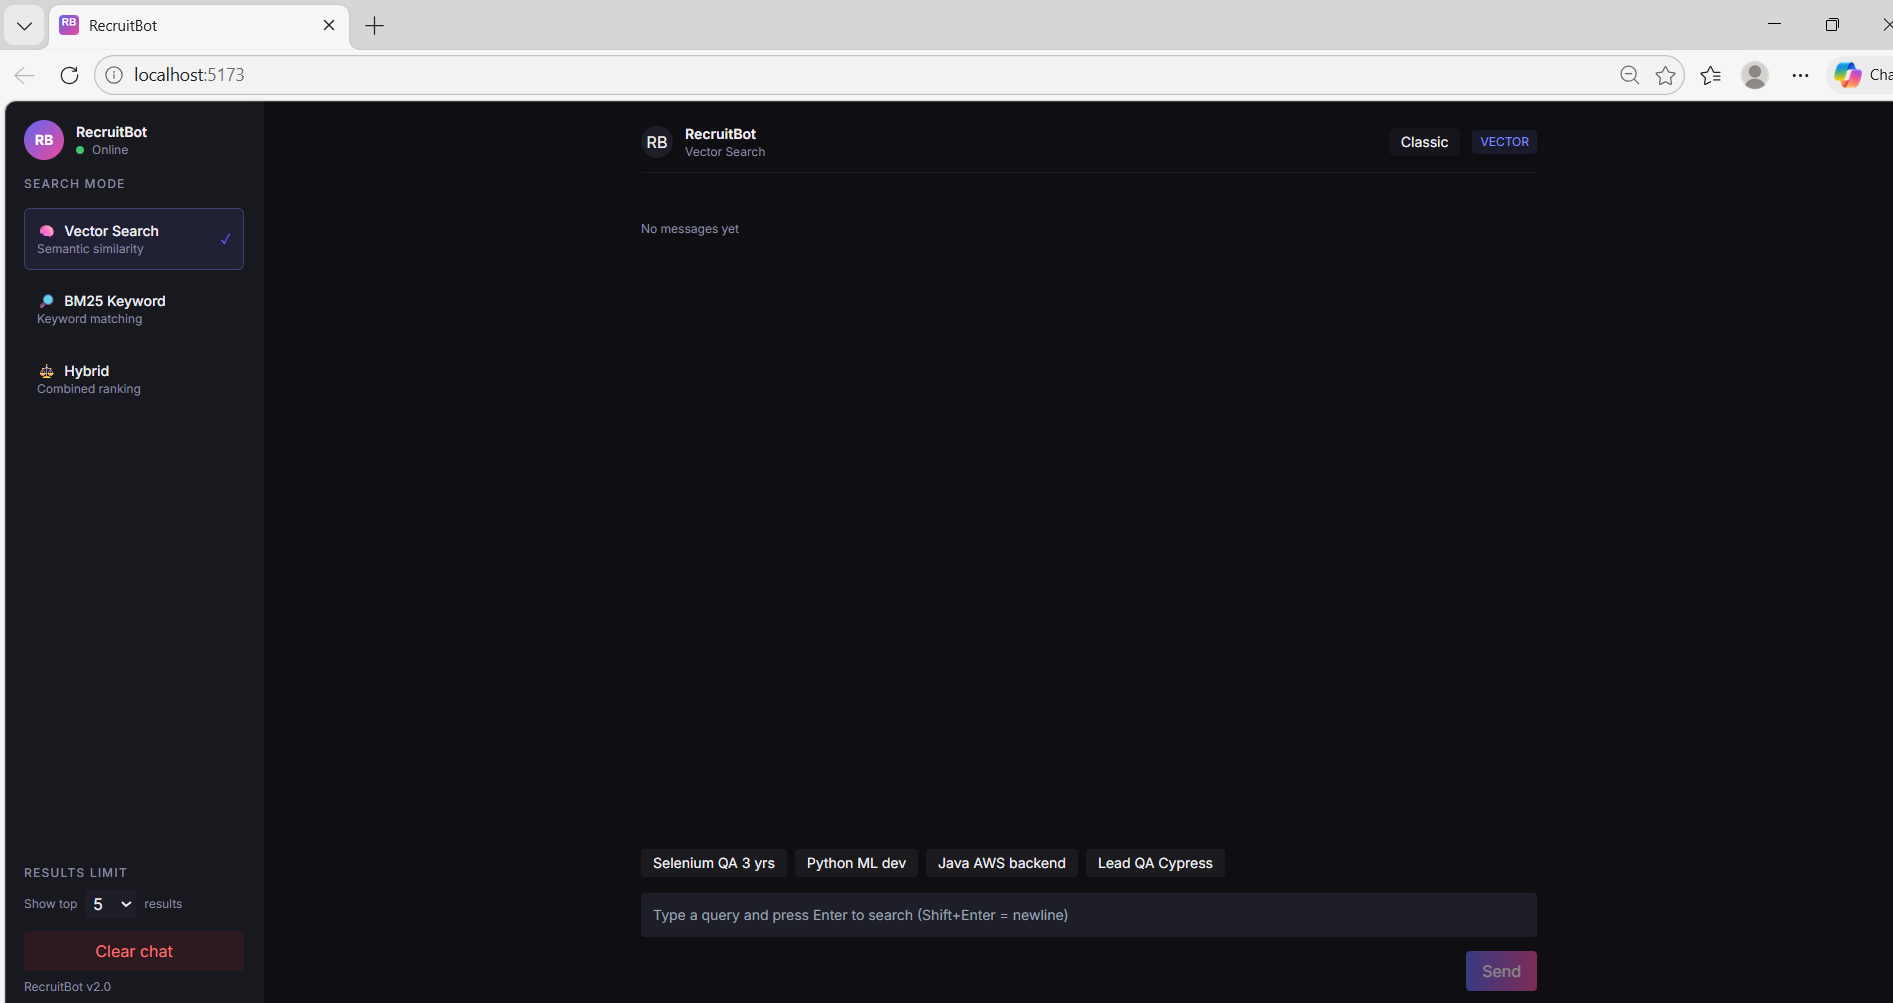 RB RecruitBot
localhost:5173
Cha
RB RecruitBot
Online
SEARCH MODE
Vector Search
Semantic similarity
BM25 Keyword
Keyword matching
Hybrid
Combined ranking
RESULTS LIMIT
Show top 5 results
Clear chat
RecruitBot v2.0
RB RecruitBot
Vector Search
Classic VECTOR
No messages yet
Selenium QA 3 yrs Python ML dev Java AWS backend Lead QA Cypress
Type a query and press Enter to search (Shift+Enter = newline)
Send